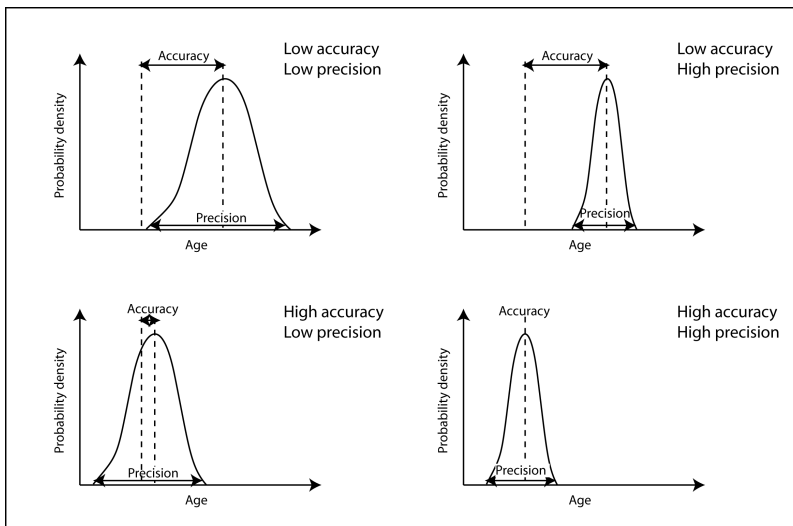 Accuracy
Low accuracy
Low precision
Probability density
Precision
Age
Accuracy
Low accuracy
High precision
Probability density
Precision
Age
Accuracy
High accuracy
Low precision
Probability density
Precision
Age
Accuracy
High accuracy
High precision
Probability density
Precision
Age